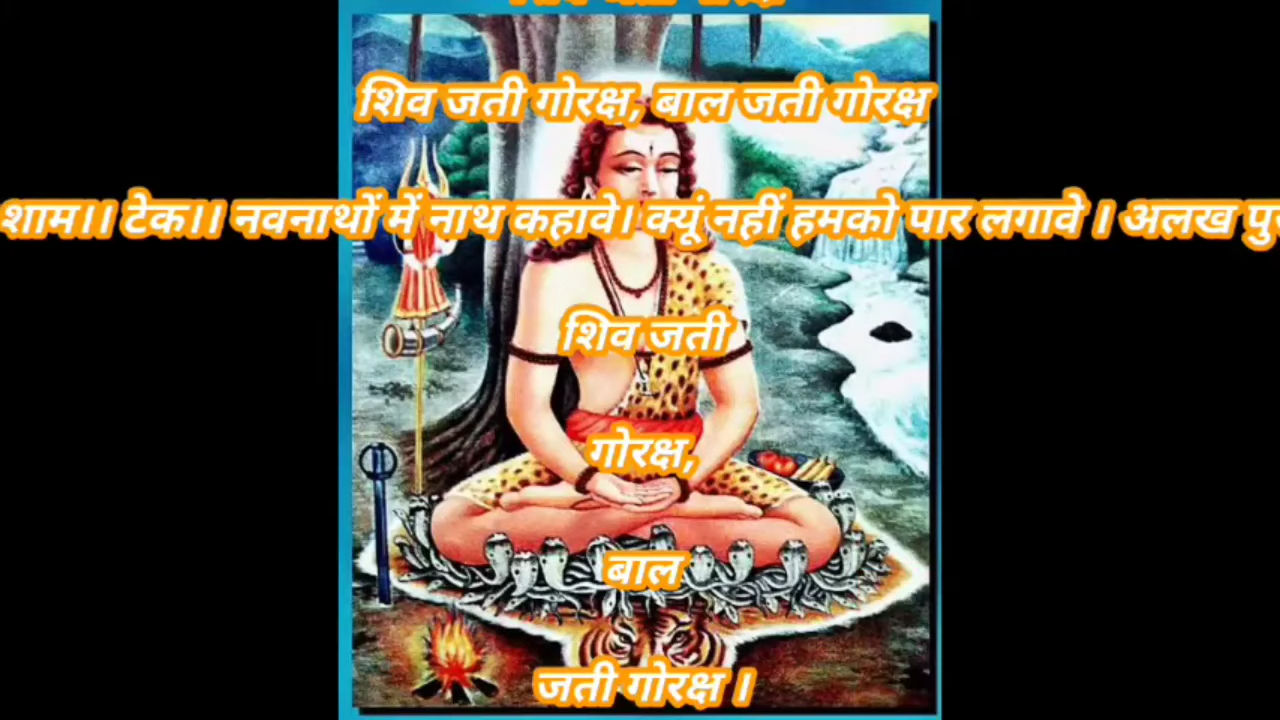 शिव जती गोरक्ष, बाल जती गोरक्ष
शाम।। टेक।। नवनाथों में नाथ कहावे। क्यूं नहीं हमको पार लगावे । अलख
शिव जती
गोरक्ष,
बाल
जती गोरक्ष ।